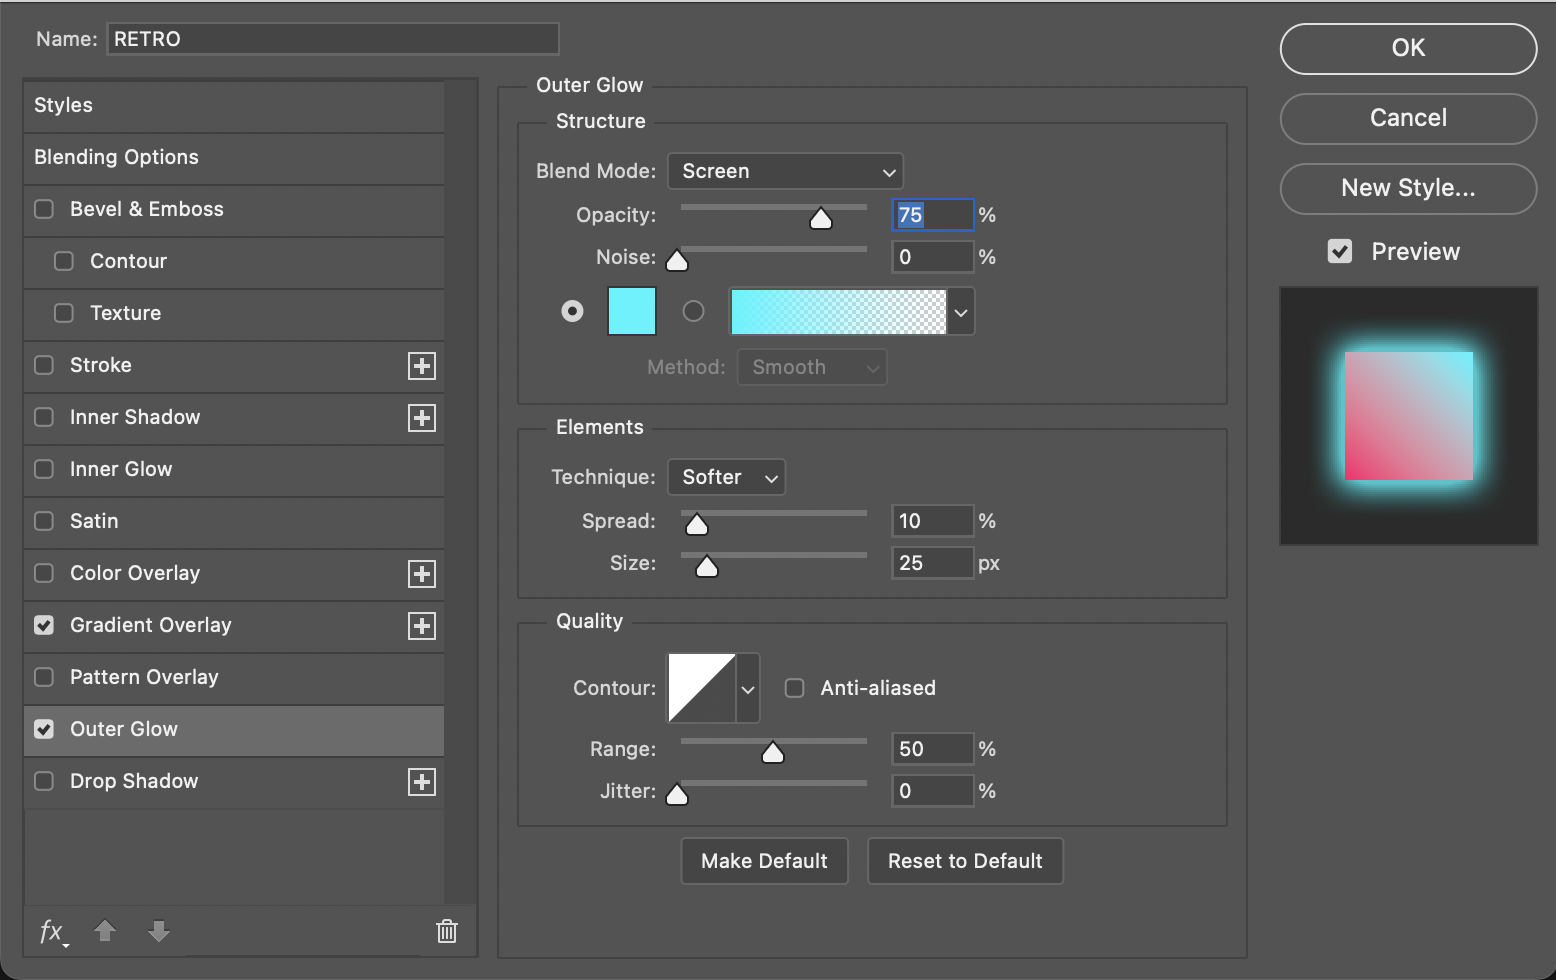 Name: RETRO
Styles
Blending Options
Bevel & Emboss
Contour
Texture
Stroke
Inner Shadow
Inner Glow
Satin
Color Overlay
Gradient Overlay
Pattern Overlay
Outer Glow
Drop Shadow
fx
Outer Glow
Structure
Blend Mode: Screen
Opacity: 75 %
Noise: 0 %
Method: Smooth
Elements
Technique: Softer
Spread: 10 %
Size: 25 px
Quality
Contour: Anti-aliased
Range: 50 %
Jitter: 0 %
Make Default Reset to Default
OK
Cancel
New Style...
Preview